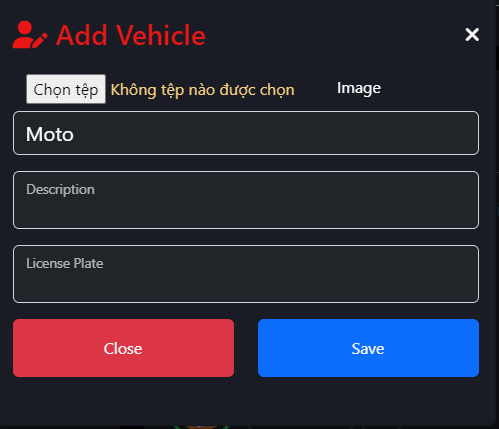 Add Vehicle
Chọn tệp Không tệp nào được chọn Image
Moto
Description
License Plate
Close Save